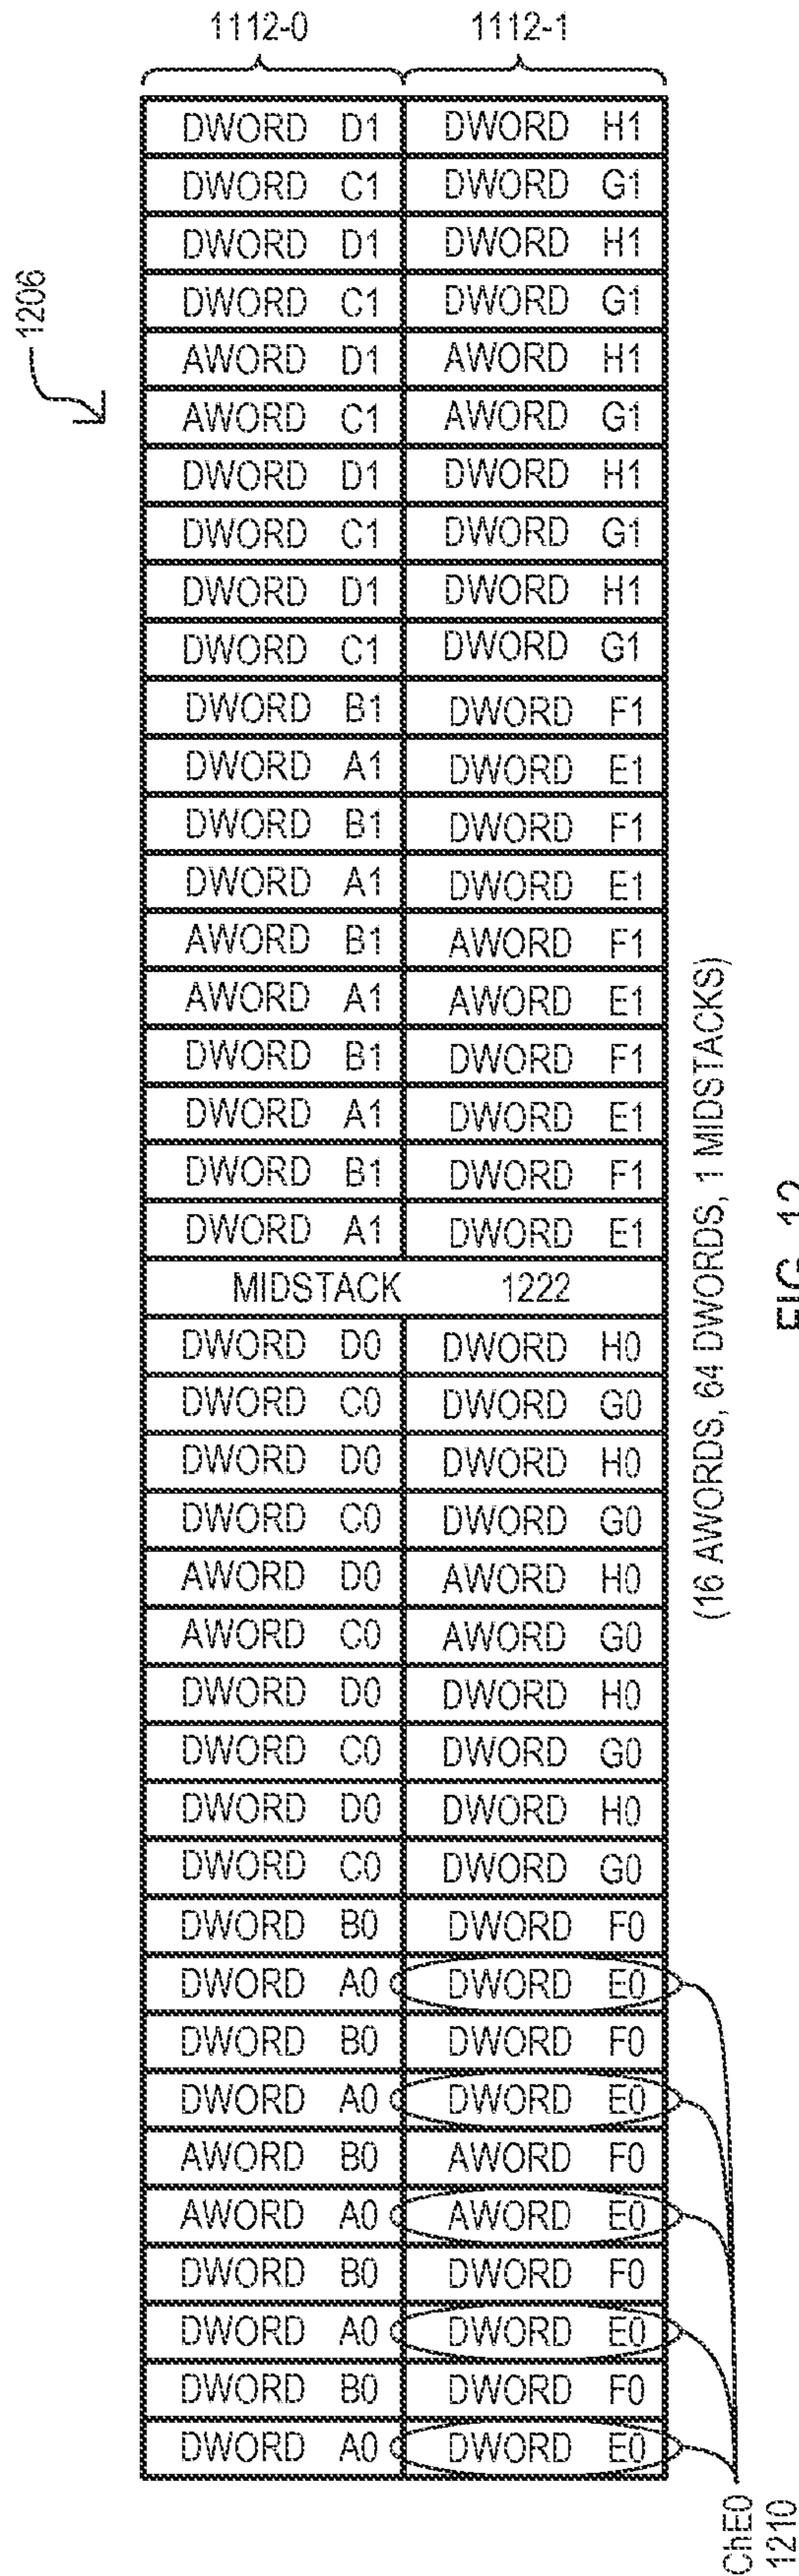 1112-0 1112-1
1206
DWORD D1 DWORD H1
DWORD C1 DWORD G1
DWORD D1 DWORD H1
DWORD C1 DWORD G1
AWORD D1 AWORD H1
AWORD C1 AWORD G1
DWORD D1 DWORD H1
DWORD C1 DWORD G1
DWORD D1 DWORD H1
DWORD C1 DWORD G1
DWORD B1 DWORD F1
DWORD A1 DWORD E1
DWORD B1 DWORD F1
DWORD A1 DWORD E1
AWORD B1 AWORD F1
AWORD A1 AWORD E1
DWORD B1 DWORD F1
DWORD A1 DWORD E1
DWORD B1 DWORD F1
DWORD A1 DWORD E1
MIDSTACK 1222
DWORD D0 DWORD H0
DWORD C0 DWORD G0
DWORD D0 DWORD H0
DWORD C0 DWORD G0
AWORD D0 AWORD H0
AWORD C0 AWORD G0
DWORD D0 DWORD H0
DWORD C0 DWORD G0
DWORD D0 DWORD H0
DWORD C0 DWORD G0
DWORD B0 DWORD F0
DWORD A0 DWORD E0
DWORD B0 DWORD F0
DWORD A0 DWORD E0
AWORD B0 AWORD F0
AWORD A0 AWORD E0
DWORD B0 DWORD F0
DWORD A0 DWORD E0
DWORD B0 DWORD F0
DWORD A0 DWORD E0
ChE0
1210
(16 AWORDS, 64 DWORDS, 1 MIDSTACKS)
FIG. 12